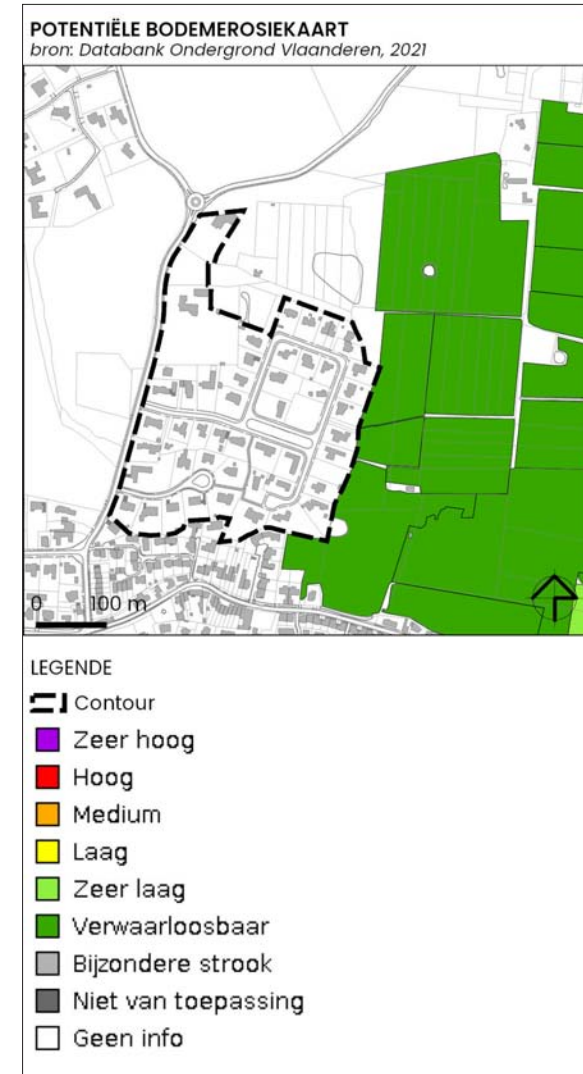 POTENTIËLE BODEMEROSIEKAART
bron: Databank Ondergrond Vlaanderen, 2021
0 100 m
LEGENDE
Contour
Zeer hoog
Hoog
Medium
Laag
Zeer laag
Verwaarloosbaar
Bijzondere strook
Niet van toepassing
Geen info